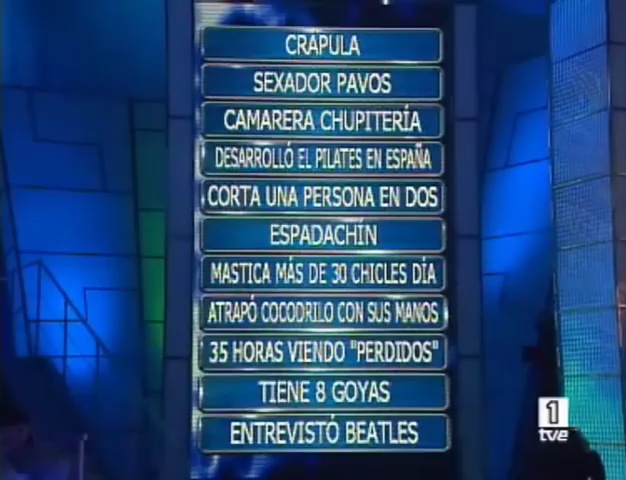 CRÁPULA
SEXADOR PAVOS
CAMARERA CHUPITERÍA
DESARROLLÓ EL PILATES EN ESPAÑA
CORTA UNA PERSONA EN DOS
ESPADACHÍN
MASTICA MÁS DE 30 CHICLES DÍA
ATRAPÓ COCODRILO CON SUS MANOS
35 HORAS VIENDO "PERDIDOS"
TIENE 8 GOYAS
ENTREVISTÓ BEATLES
1
tve